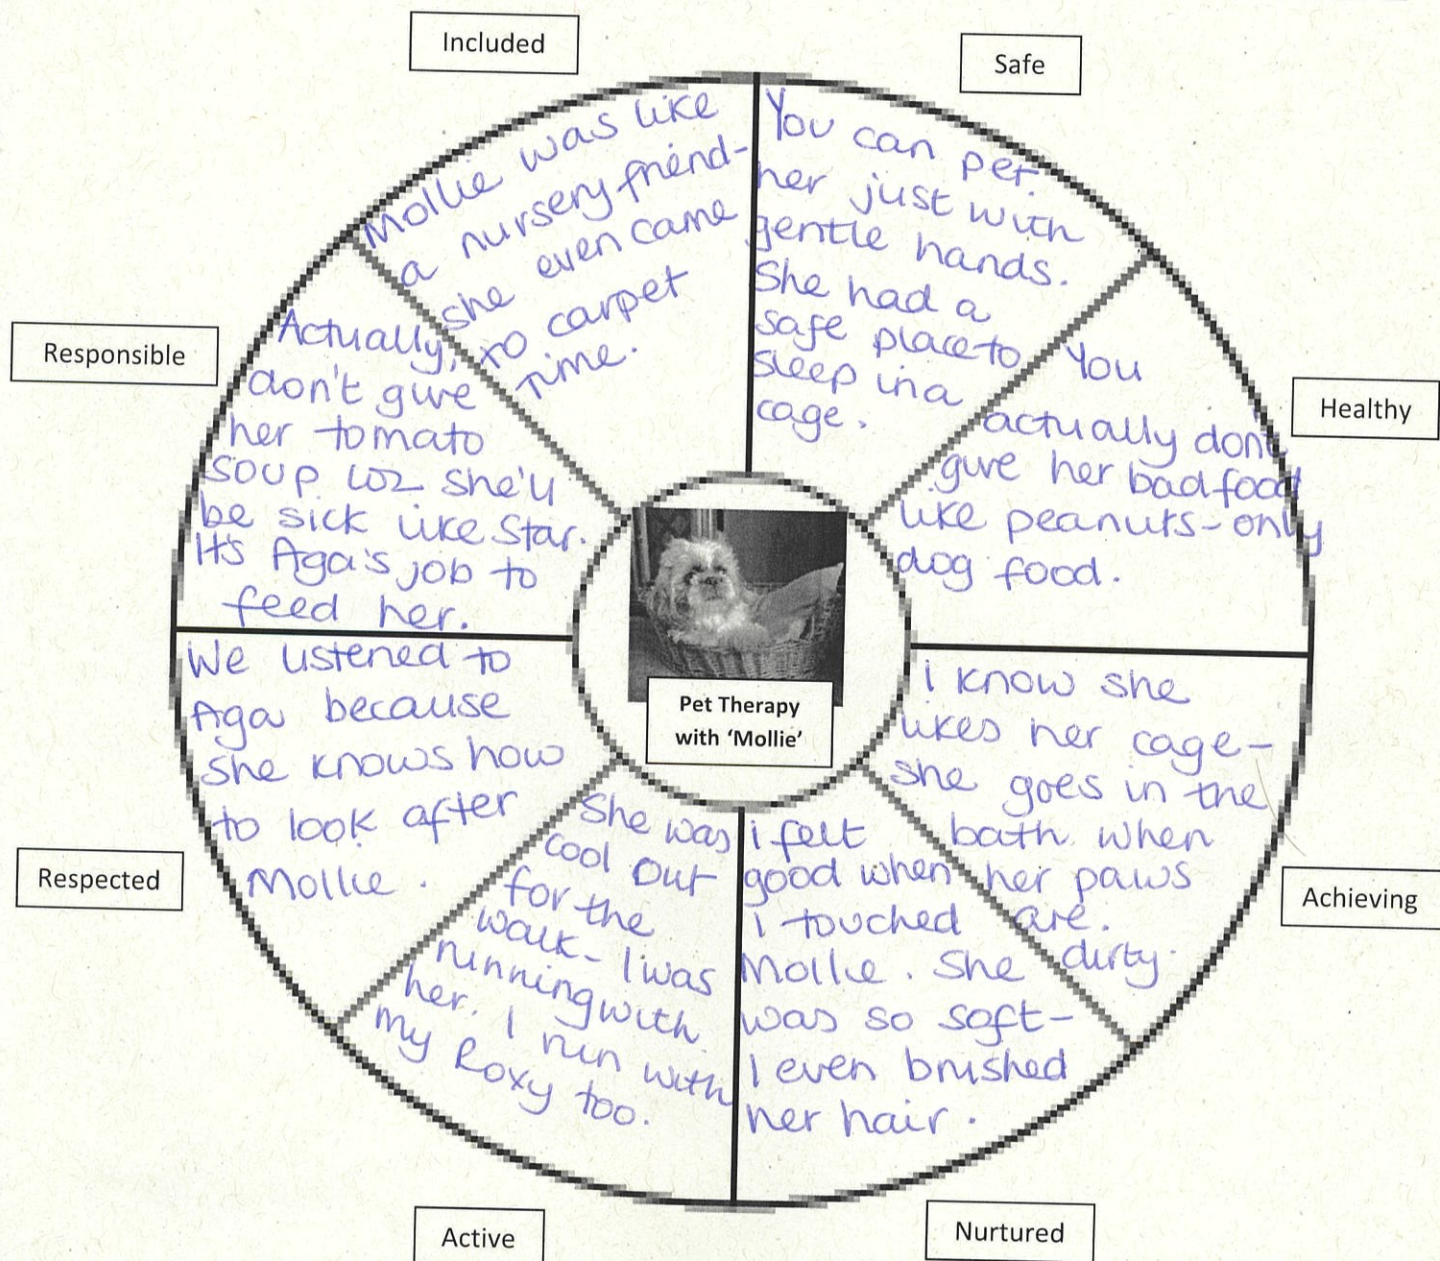 Included
Mollie was like
a nursery friend-
she even came
to carpet
time.
Safe
You can pet.
her just with
gentle hands.
She had a
safe place to
sleep in a
cage.
Healthy
You
actually don't
give her bad food
like peanuts - only
dog food.
Achieving
I know she
likes her cage-
she goes in the
bath when
her paws
are.
dirty.
Nurtured
i felt
good when
i touched
Mollie. She
was so soft-
I even brushed
her hair.
Active
She was
cool out
for the
walk- I was
running with
her. I run with
my Roxy too.
Respected
We listened to
Aga because
she knows how
to look after
Mollie.
Responsible
Actually,
don't give
her tomato
soup coz she'll
be sick like Star.
It's Aga's job to
feed her.
Pet Therapy
with 'Mollie'